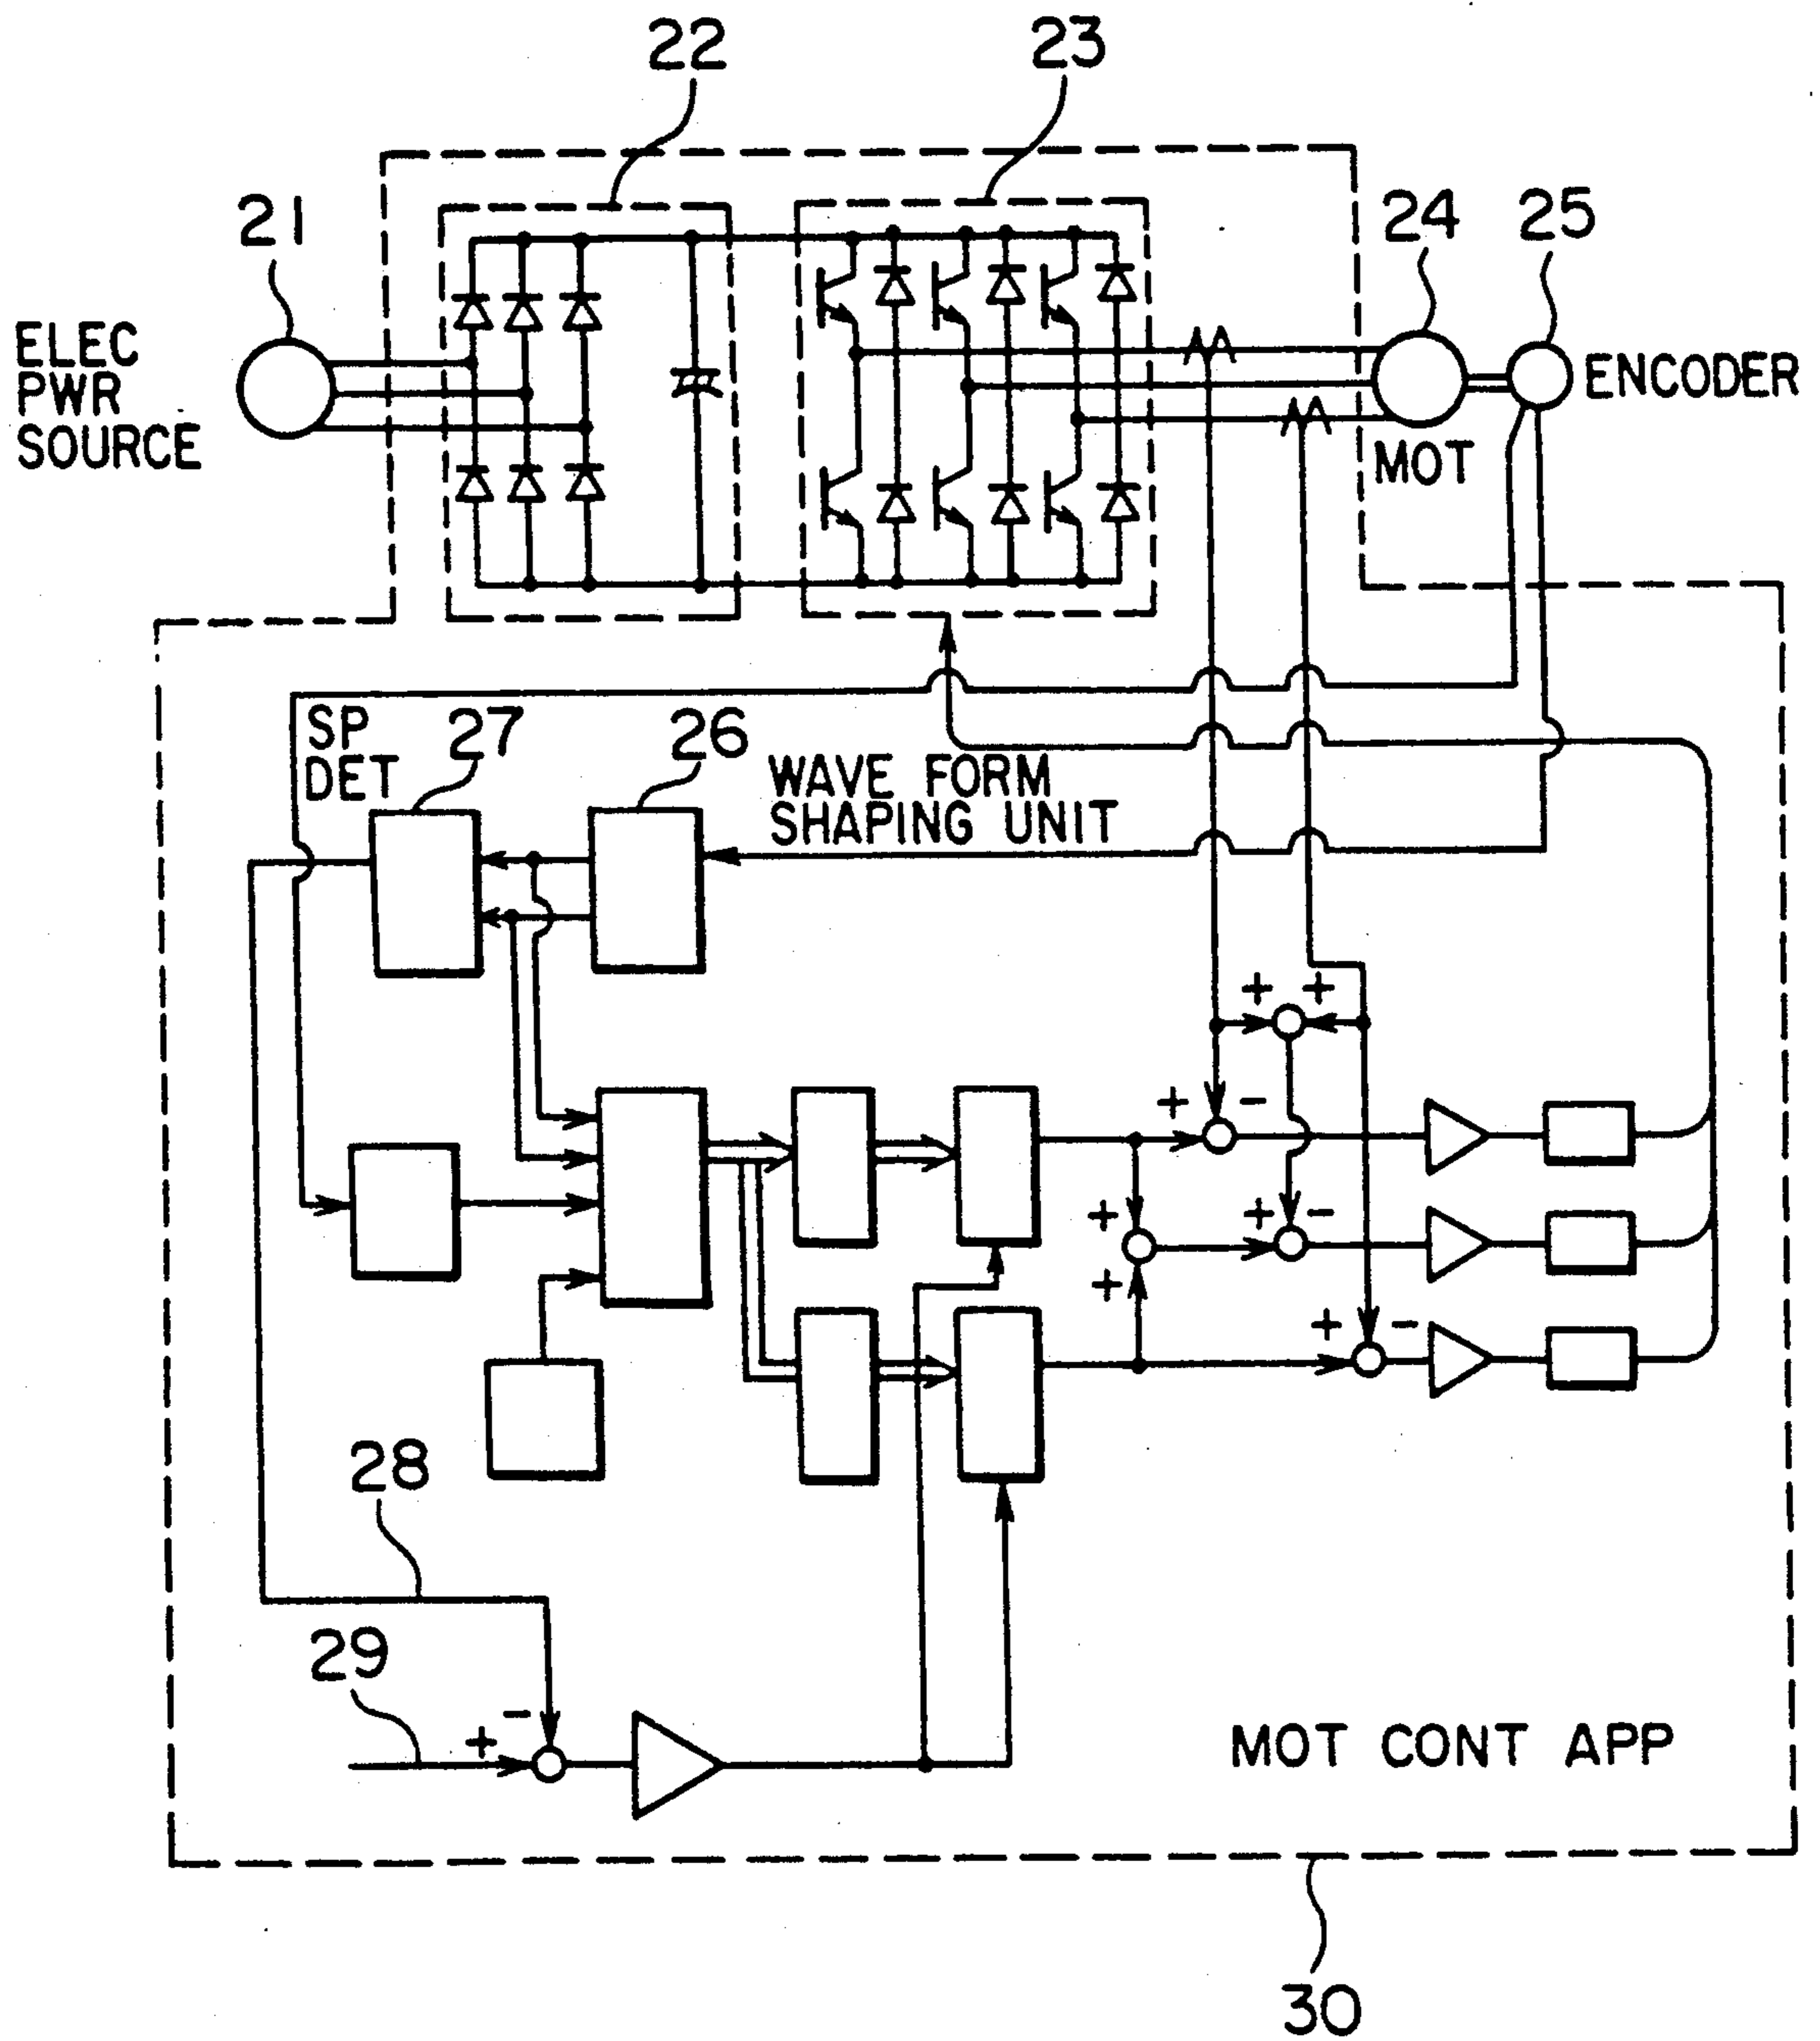 22
23
21
24
25
ELEC
PWR
SOURCE
ENCODER
MOT
SP
DET
27
26
WAVE FORM
SHAPING UNIT
+ +
+ -
+
+ -
+
+ -
28
29
-
+
MOT CONT APP
30